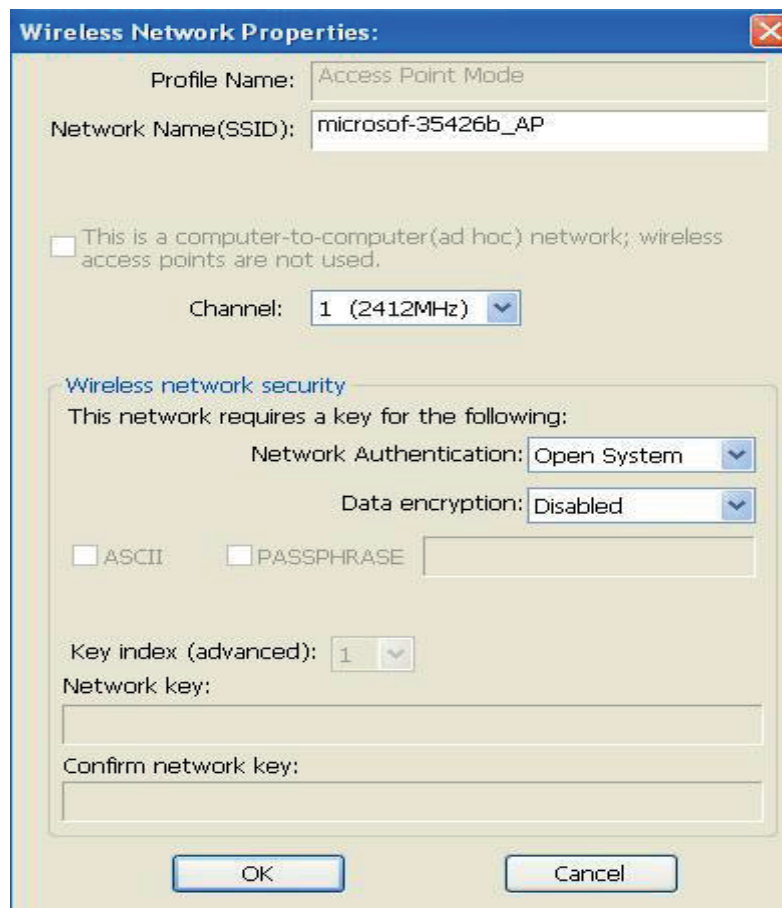 Wireless Network Properties:
Profile Name: Access Point Mode
Network Name(SSID): microsof-35426b_AP
This is a computer-to-computer(ad hoc) network; wireless
access points are not used.
Channel: 1 (2412MHz)
Wireless network security
This network requires a key for the following:
Network Authentication: Open System
Data encryption: Disabled
ASCII PASSPHRASE
Key index (advanced): 1
Network key:
Confirm network key:
OK Cancel